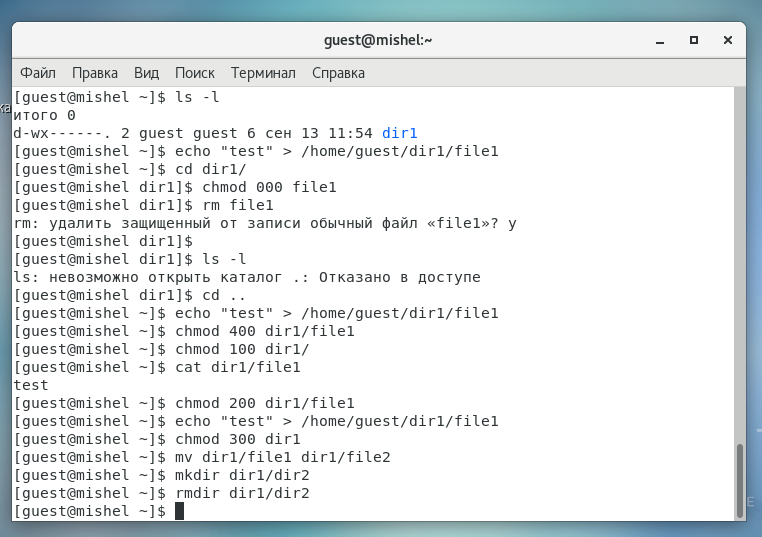 guest@mishel:~
Файл Правка Вид Поиск Терминал Справка
[guest@mishel ~]$ ls -l
итого 0
d-wx------. 2 guest guest 6 сен 13 11:54 dir1
[guest@mishel ~]$ echo "test" > /home/guest/dir1/file1
[guest@mishel ~]$ cd dir1/
[guest@mishel dir1]$ chmod 000 file1
[guest@mishel dir1]$ rm file1
rm: удалить защищенный от записи обычный файл «file1»? y
[guest@mishel dir1]$
[guest@mishel dir1]$ ls -l
ls: невозможно открыть каталог .: Отказано в доступе
[guest@mishel dir1]$ cd ..
[guest@mishel ~]$ echo "test" > /home/guest/dir1/file1
[guest@mishel ~]$ chmod 400 dir1/file1
[guest@mishel ~]$ chmod 100 dir1/
[guest@mishel ~]$ cat dir1/file1
test
[guest@mishel ~]$ chmod 200 dir1/file1
[guest@mishel ~]$ echo "test" > /home/guest/dir1/file1
[guest@mishel ~]$ chmod 300 dir1
[guest@mishel ~]$ mv dir1/file1 dir1/file2
[guest@mishel ~]$ mkdir dir1/dir2
[guest@mishel ~]$ rmdir dir1/dir2
[guest@mishel ~]$